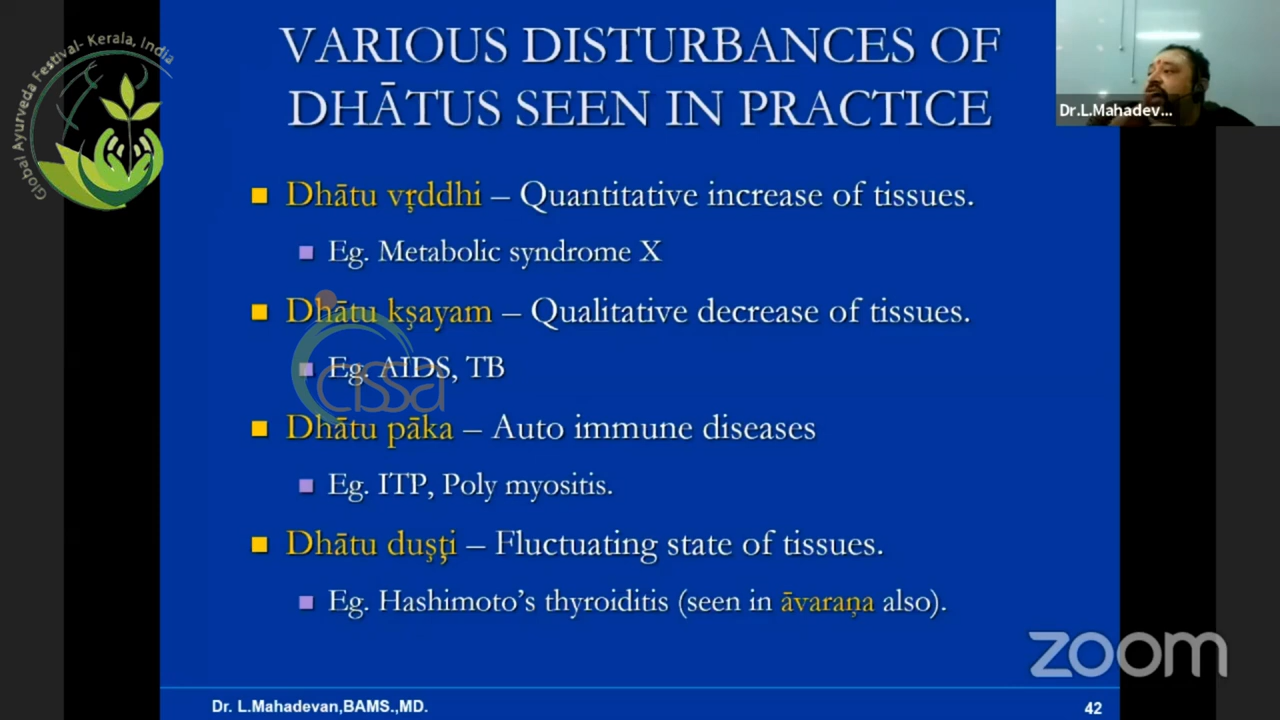 Global Ayurveda Festival- Kerala, India
VARIOUS DISTURBANCES OF
DHĀTUS SEEN IN PRACTICE
Dr.L.Mahadev...
Dhātu vṛddhi – Quantitative increase of tissues.
Eg. Metabolic syndrome X
Dhātu kṣayam – Qualitative decrease of tissues.
Eg. AIDS, TB
cissa
Dhātu pāka – Auto immune diseases
Eg. ITP, Poly myositis.
Dhātu duṣṭi – Fluctuating state of tissues.
Eg. Hashimoto’s thyroiditis (seen in āvaraṇa also).
zoom
Dr. L.Mahadevan,BAMS.,MD.
42